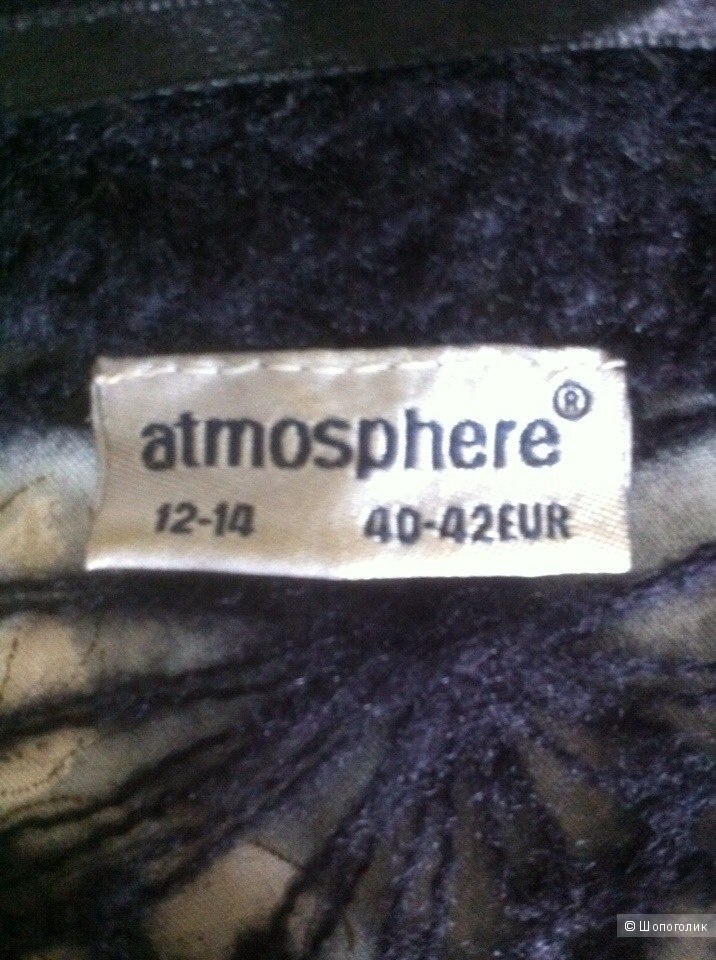 atmosphere®
12-14 40-42EUR
© Шопоголик